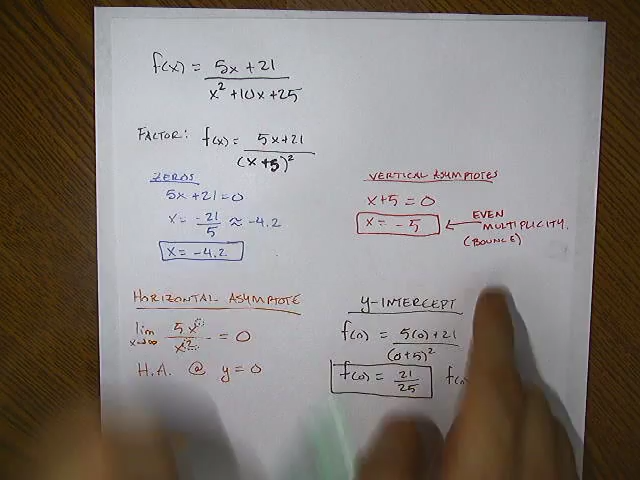 f(x) = 5x + 21 / x² + 10x + 25
FACTOR: f(x) = 5x + 21 / (x + 5)²
ZEROS
5x + 21 = 0
x = -21/5 ≈ -4.2
x = -4.2
VERTICAL ASYMPTOTES
x + 5 = 0
x = -5 ← EVEN MULTIPLICITY.
(BOUNCE)
HORIZONTAL ASYMPTOTE
lim x→∞ 5x / x² = 0
H.A. @ y = 0
y-INTERCEPT
f(0) = 5(0) + 21 / (0 + 5)²
f(0) = 21/25